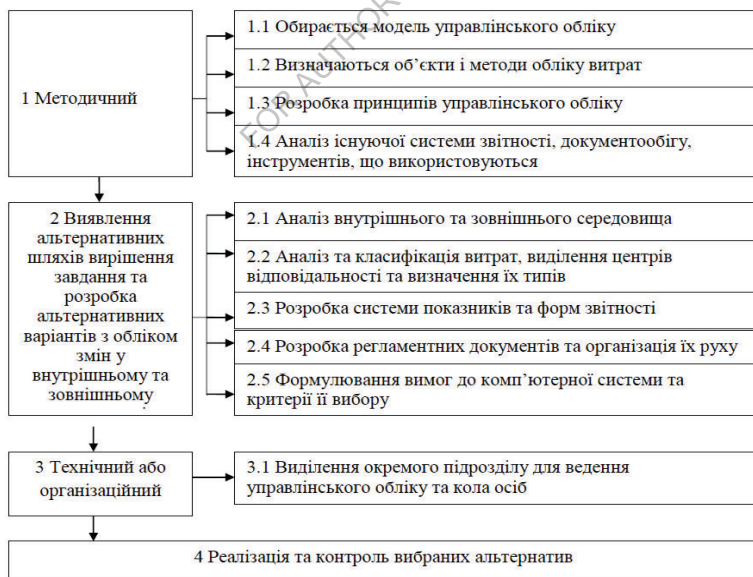 FOR AUTHOR
1 Методичний
1.1 Обирається модель управлінського обліку
1.2 Визначаються об’єкти і методи обліку витрат
1.3 Розробка принципів управлінського обліку
1.4 Аналіз існуючої системи звітності, документообігу,
інструментів, що використовуються
2 Виявлення
альтернативних
шляхів вирішення
завдання та
розробка
альтернативних
варіантів з обліком
змін у
внутрішньому та
зовнішньому
2.1 Аналіз внутрішнього та зовнішнього середовища
2.2 Аналіз та класифікація витрат, виділення центрів
відповідальності та визначення їх типів
2.3 Розробка системи показників та форм звітності
2.4 Розробка регламентних документів та організація їх руху
2.5 Формулювання вимог до комп’ютерної системи та
критерії її вибору
3 Технічний або
організаційний
3.1 Виділення окремого підрозділу для ведення
управлінського обліку та кола осіб
4 Реалізація та контроль вибраних альтернатив